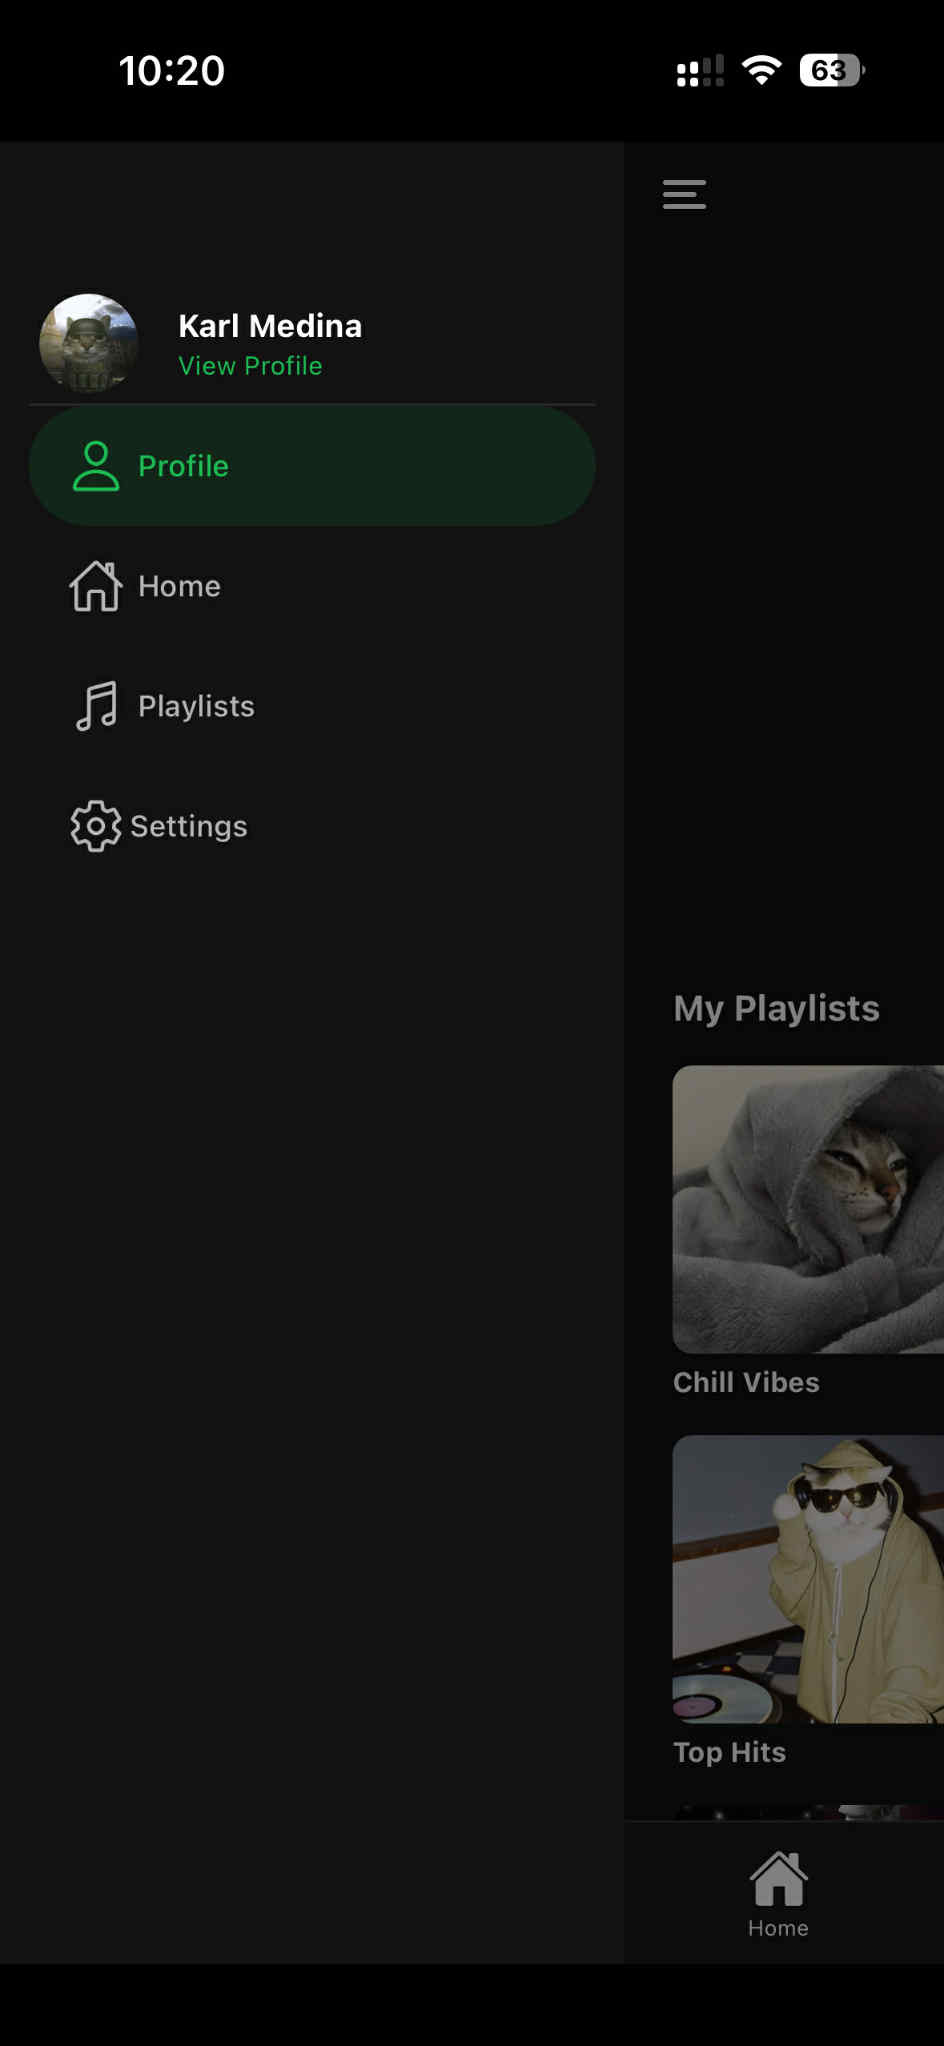 10:20
63
Karl Medina
View Profile
Profile
Home
Playlists
Settings
My Playlists
Chill Vibes
Top Hits
Home